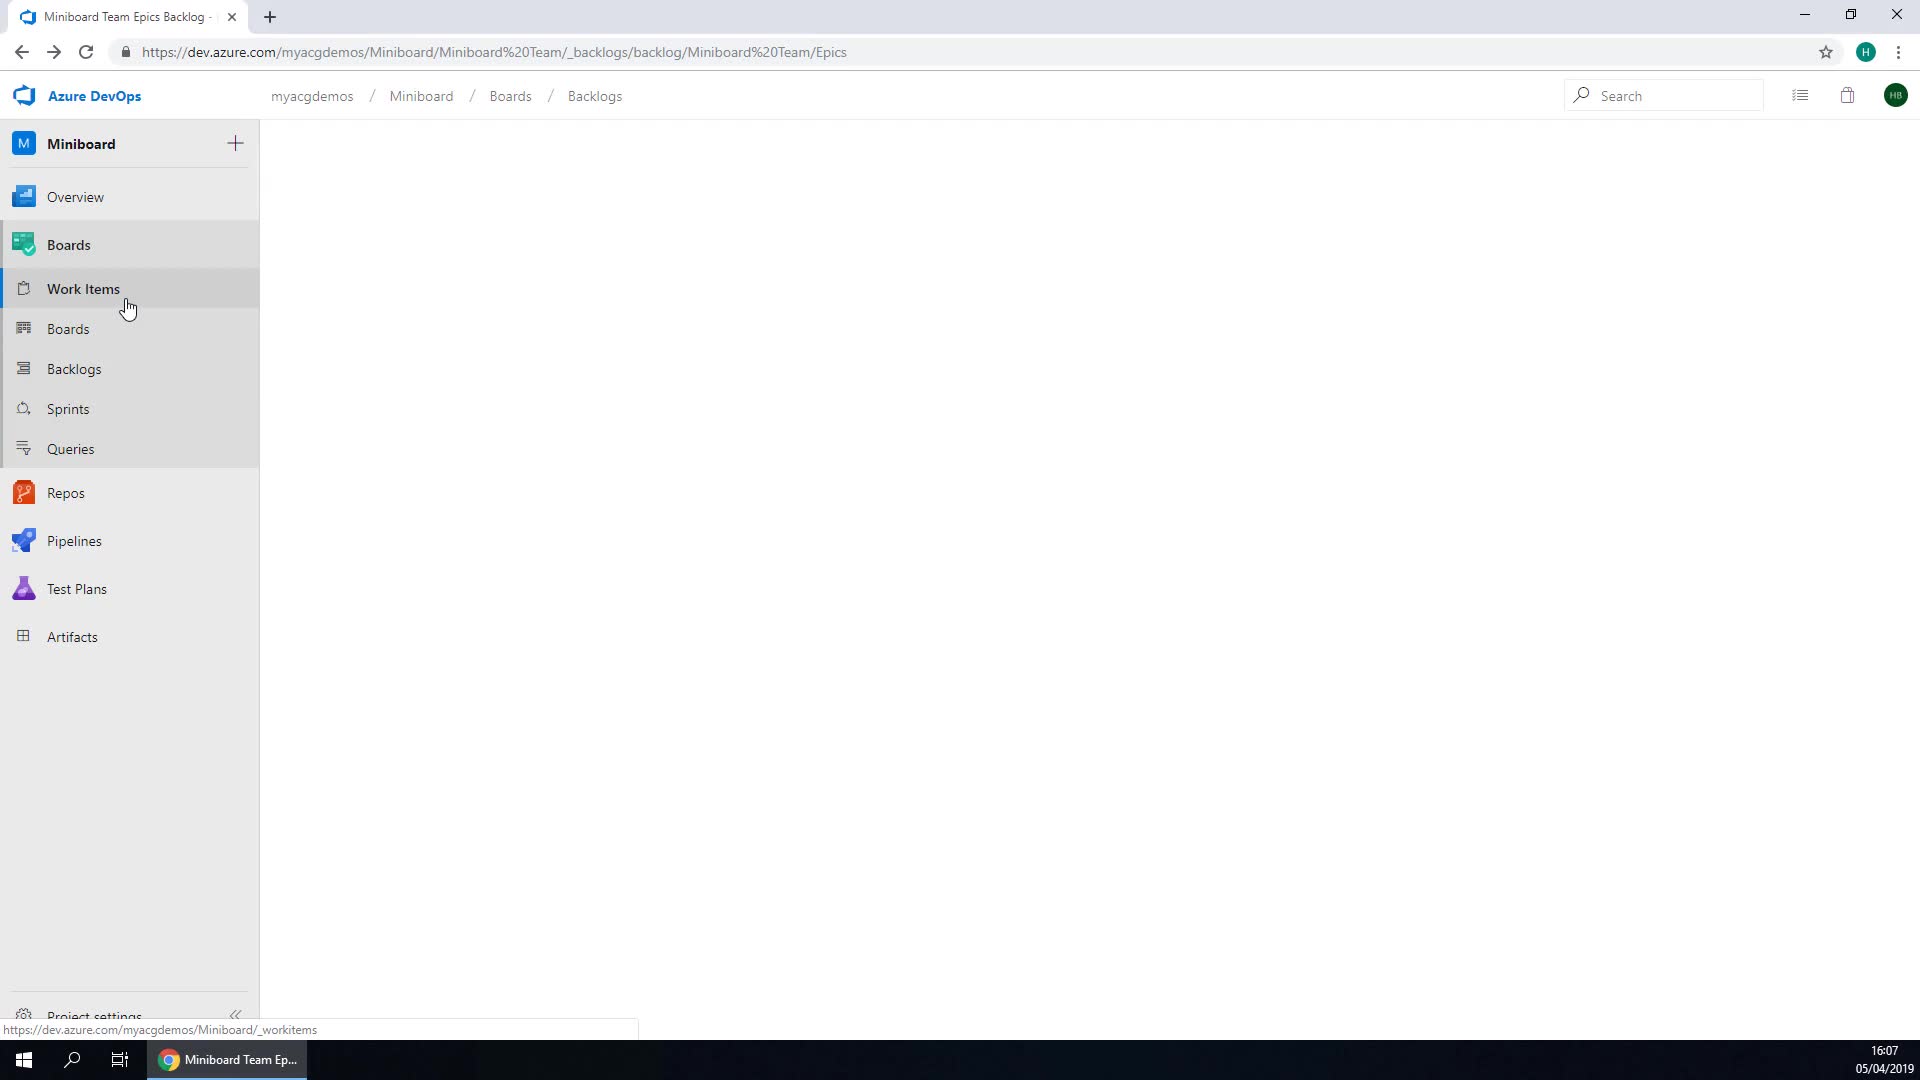 Miniboard Team Epics Backlog -
https://dev.azure.com/myacgdemos/Miniboard/Miniboard%20Team/_backlogs/backlog/Miniboard%20Team/Epics
H
Azure DevOps
myacgdemos / Miniboard / Boards / Backlogs
Search
HB
M Miniboard
Overview
Boards
Work Items
Boards
Backlogs
Sprints
Queries
Repos
Pipelines
Test Plans
Artifacts
Project settings
https://dev.azure.com/myacgdemos/Miniboard/_workitems
Miniboard Team Ep...
16:07
05/04/2019